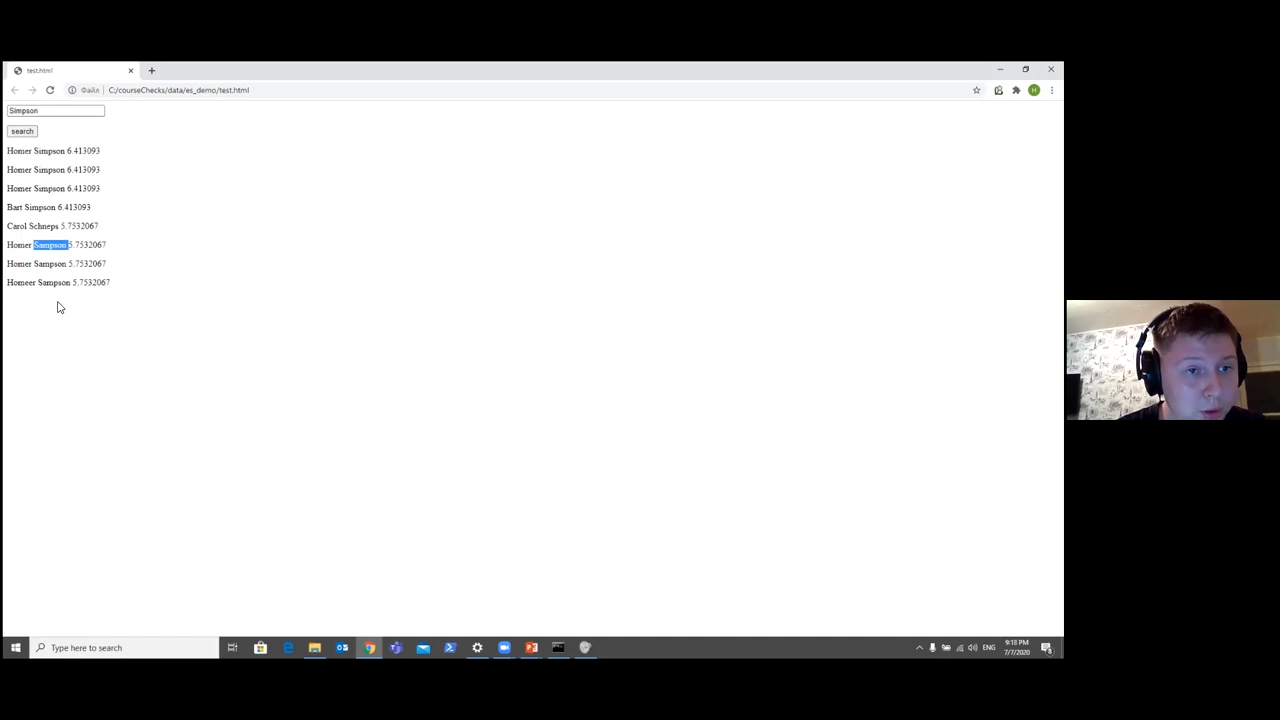 test.html
Файл C:/courseChecks/data/es_demo/test.html
H
Simpson
search
Homer Simpson 6.413093
Homer Simpson 6.413093
Homer Simpson 6.413093
Bart Simpson 6.413093
Carol Schneps 5.7532067
Homer Sampson 5.7532067
Homer Sampson 5.7532067
Homeer Sampson 5.7532067
Type here to search
ENG
9:18 PM
7/7/2020